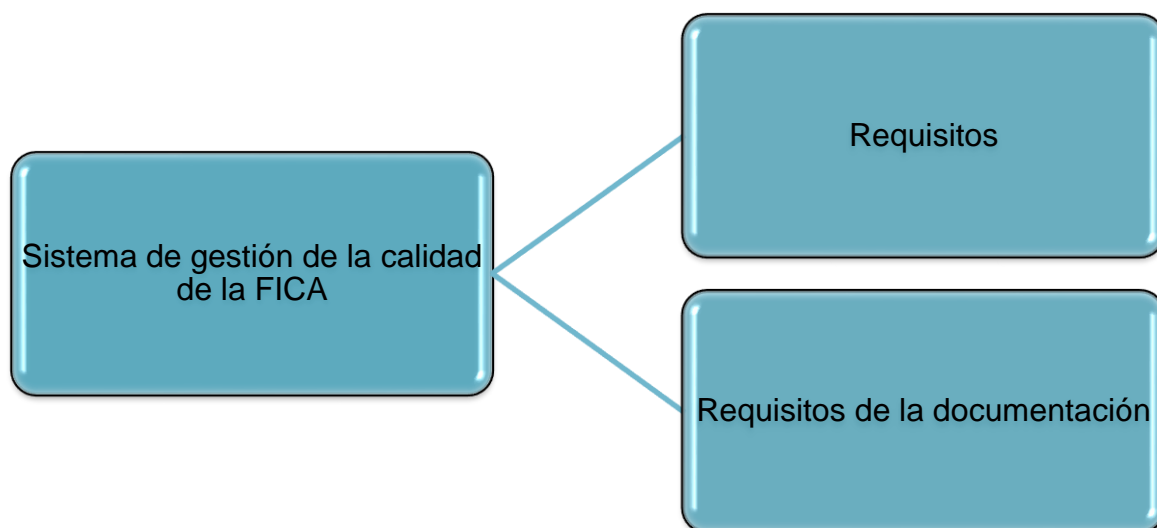 Requisitos
Sistema de gestión de la calidad
de la FICA
Requisitos de la documentación